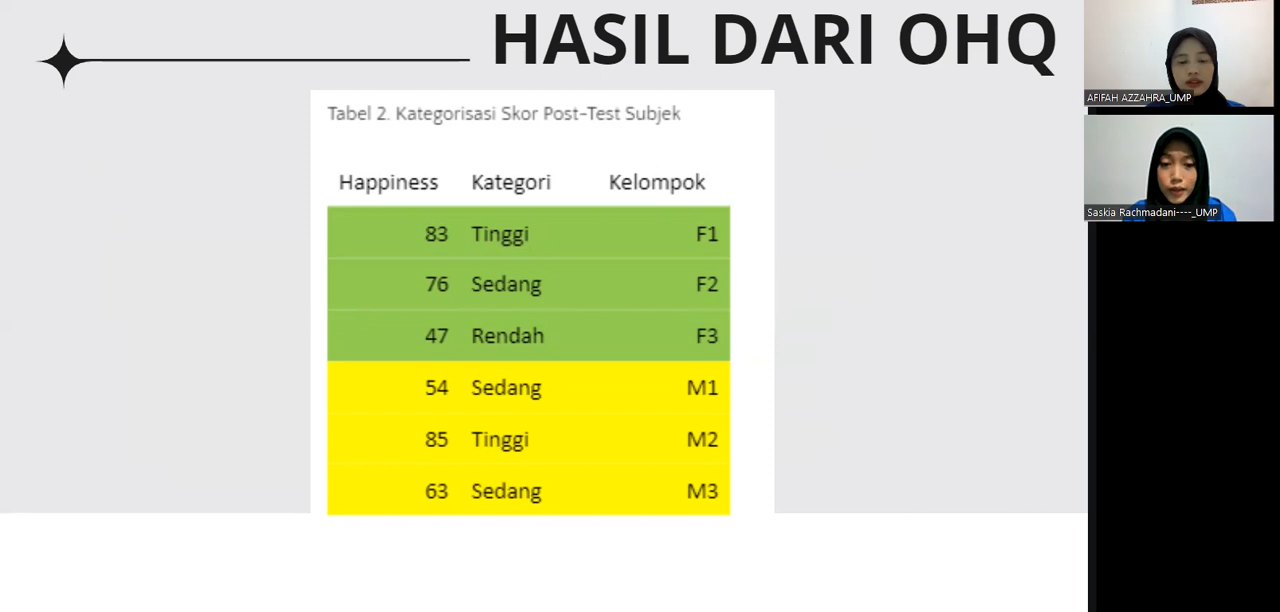 HASIL DARI OHQ
Tabel 2. Kategorisasi Skor Post-Test Subjek
Happiness Kategori Kelompok
83 Tinggi F1
76 Sedang F2
47 Rendah F3
54 Sedang M1
85 Tinggi M2
63 Sedang M3
AFIFAH AZZAHRA_UMP
Saskia Rachmadani----_UMP